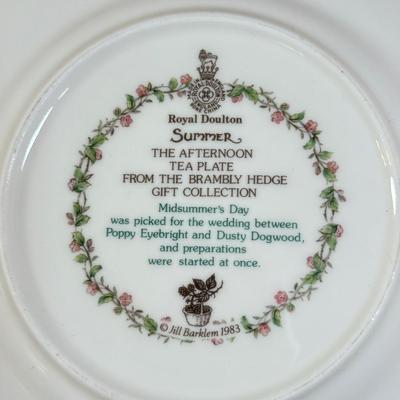 Royal Doulton
Summer
THE AFTERNOON
TEA PLATE
FROM THE BRAMBLY HEDGE
GIFT COLLECTION
Midsummer's Day
was picked for the wedding between
Poppy Eyebright and Dusty Dogwood,
and preparations
were started at once.
© Jill Barklem 1983